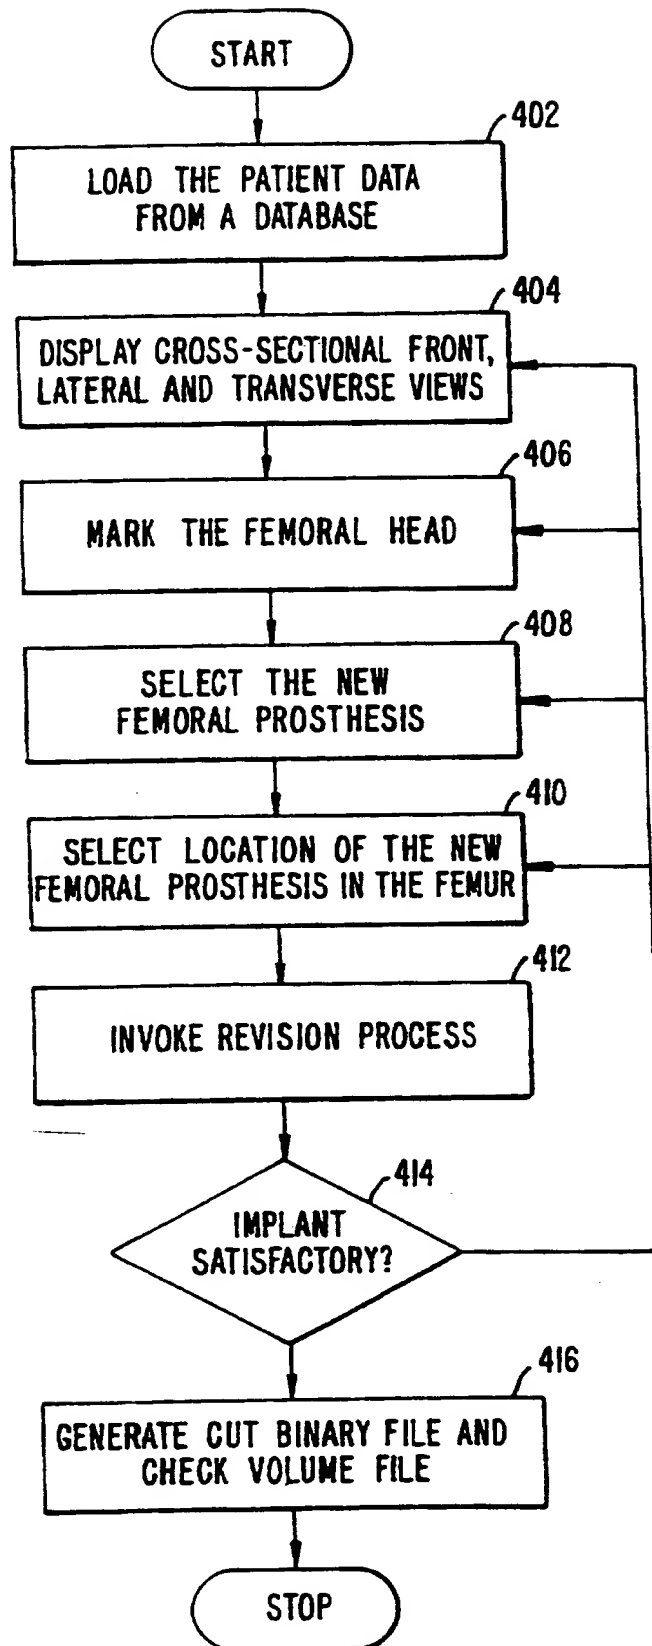 START
402
LOAD THE PATIENT DATA
FROM A DATABASE
404
DISPLAY CROSS-SECTIONAL FRONT,
LATERAL AND TRANSVERSE VIEWS
406
MARK THE FEMORAL HEAD
408
SELECT THE NEW
FEMORAL PROSTHESIS
410
SELECT LOCATION OF THE NEW
FEMORAL PROSTHESIS IN THE FEMUR
412
INVOKE REVISION PROCESS
414
IMPLANT
SATISFACTORY?
416
GENERATE CUT BINARY FILE AND
CHECK VOLUME FILE
STOP